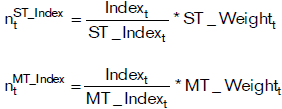 n_t^ST_Index = Index_t / ST_Index_t * ST_Weight_t
n_t^MT_Index = Index_t / MT_Index_t * MT_Weight_t